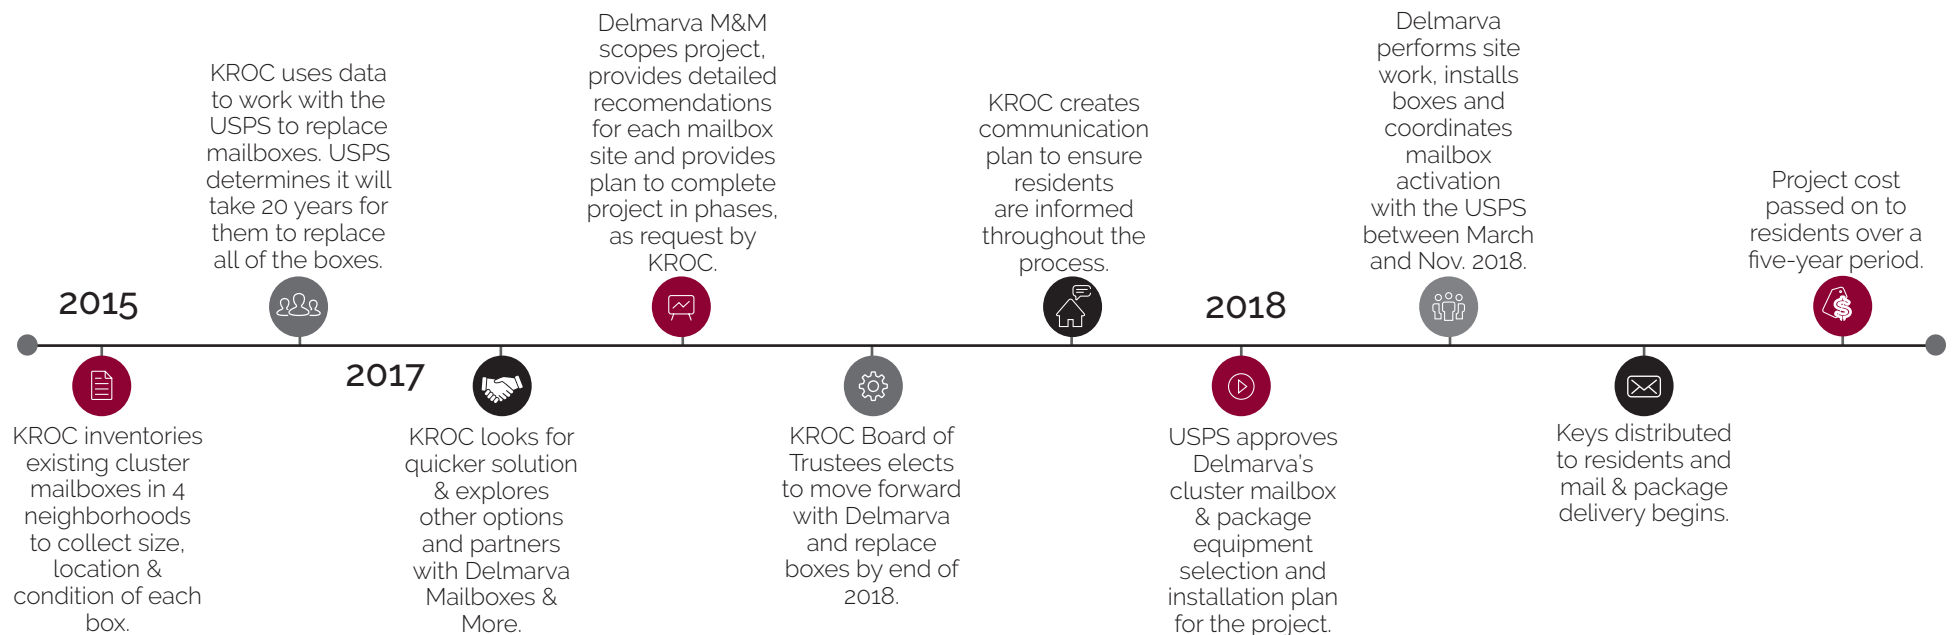 2015
KROC inventories
existing cluster
mailboxes in 4
neighborhoods
to collect size,
location &
condition of each
box.
KROC uses data
to work with the
USPS to replace
mailboxes. USPS
determines it will
take 20 years for
them to replace
all of the boxes.
2017
KROC looks for
quicker solution
& explores
other options
and partners
with Delmarva
Mailboxes &
More.
Delmarva M&M
scopes project,
provides detailed
recomendations
for each mailbox
site and provides
plan to complete
project in phases,
as request by
KROC.
KROC Board of
Trustees elects
to move forward
with Delmarva
and replace
boxes by end of
2018.
KROC creates
communication
plan to ensure
residents
are informed
throughout the
process.
2018
USPS approves
Delmarva's
cluster mailbox
& package
equipment
selection and
installation plan
for the project.
Delmarva
performs site
work, installs
boxes and
coordinates
mailbox
activation
with the USPS
between March
and Nov. 2018.
Keys distributed
to residents and
mail & package
delivery begins.
Project cost
passed on to
residents over a
five-year period.